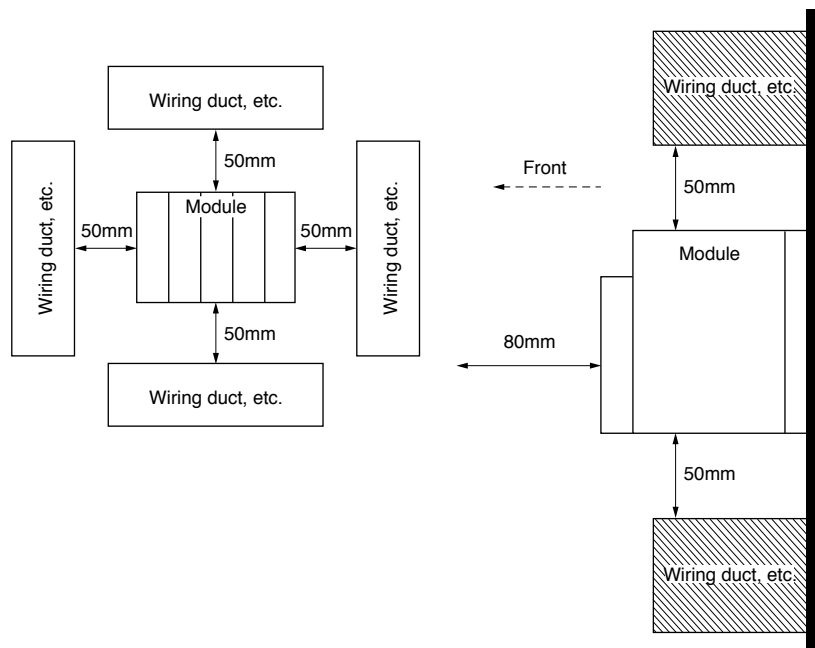 Wiring duct, etc.
50mm
Wiring duct, etc.
50mm
Module
50mm
Wiring duct, etc.
50mm
Wiring duct, etc.
Wiring duct, etc.
Front
50mm
Module
80mm
50mm
Wiring duct, etc.